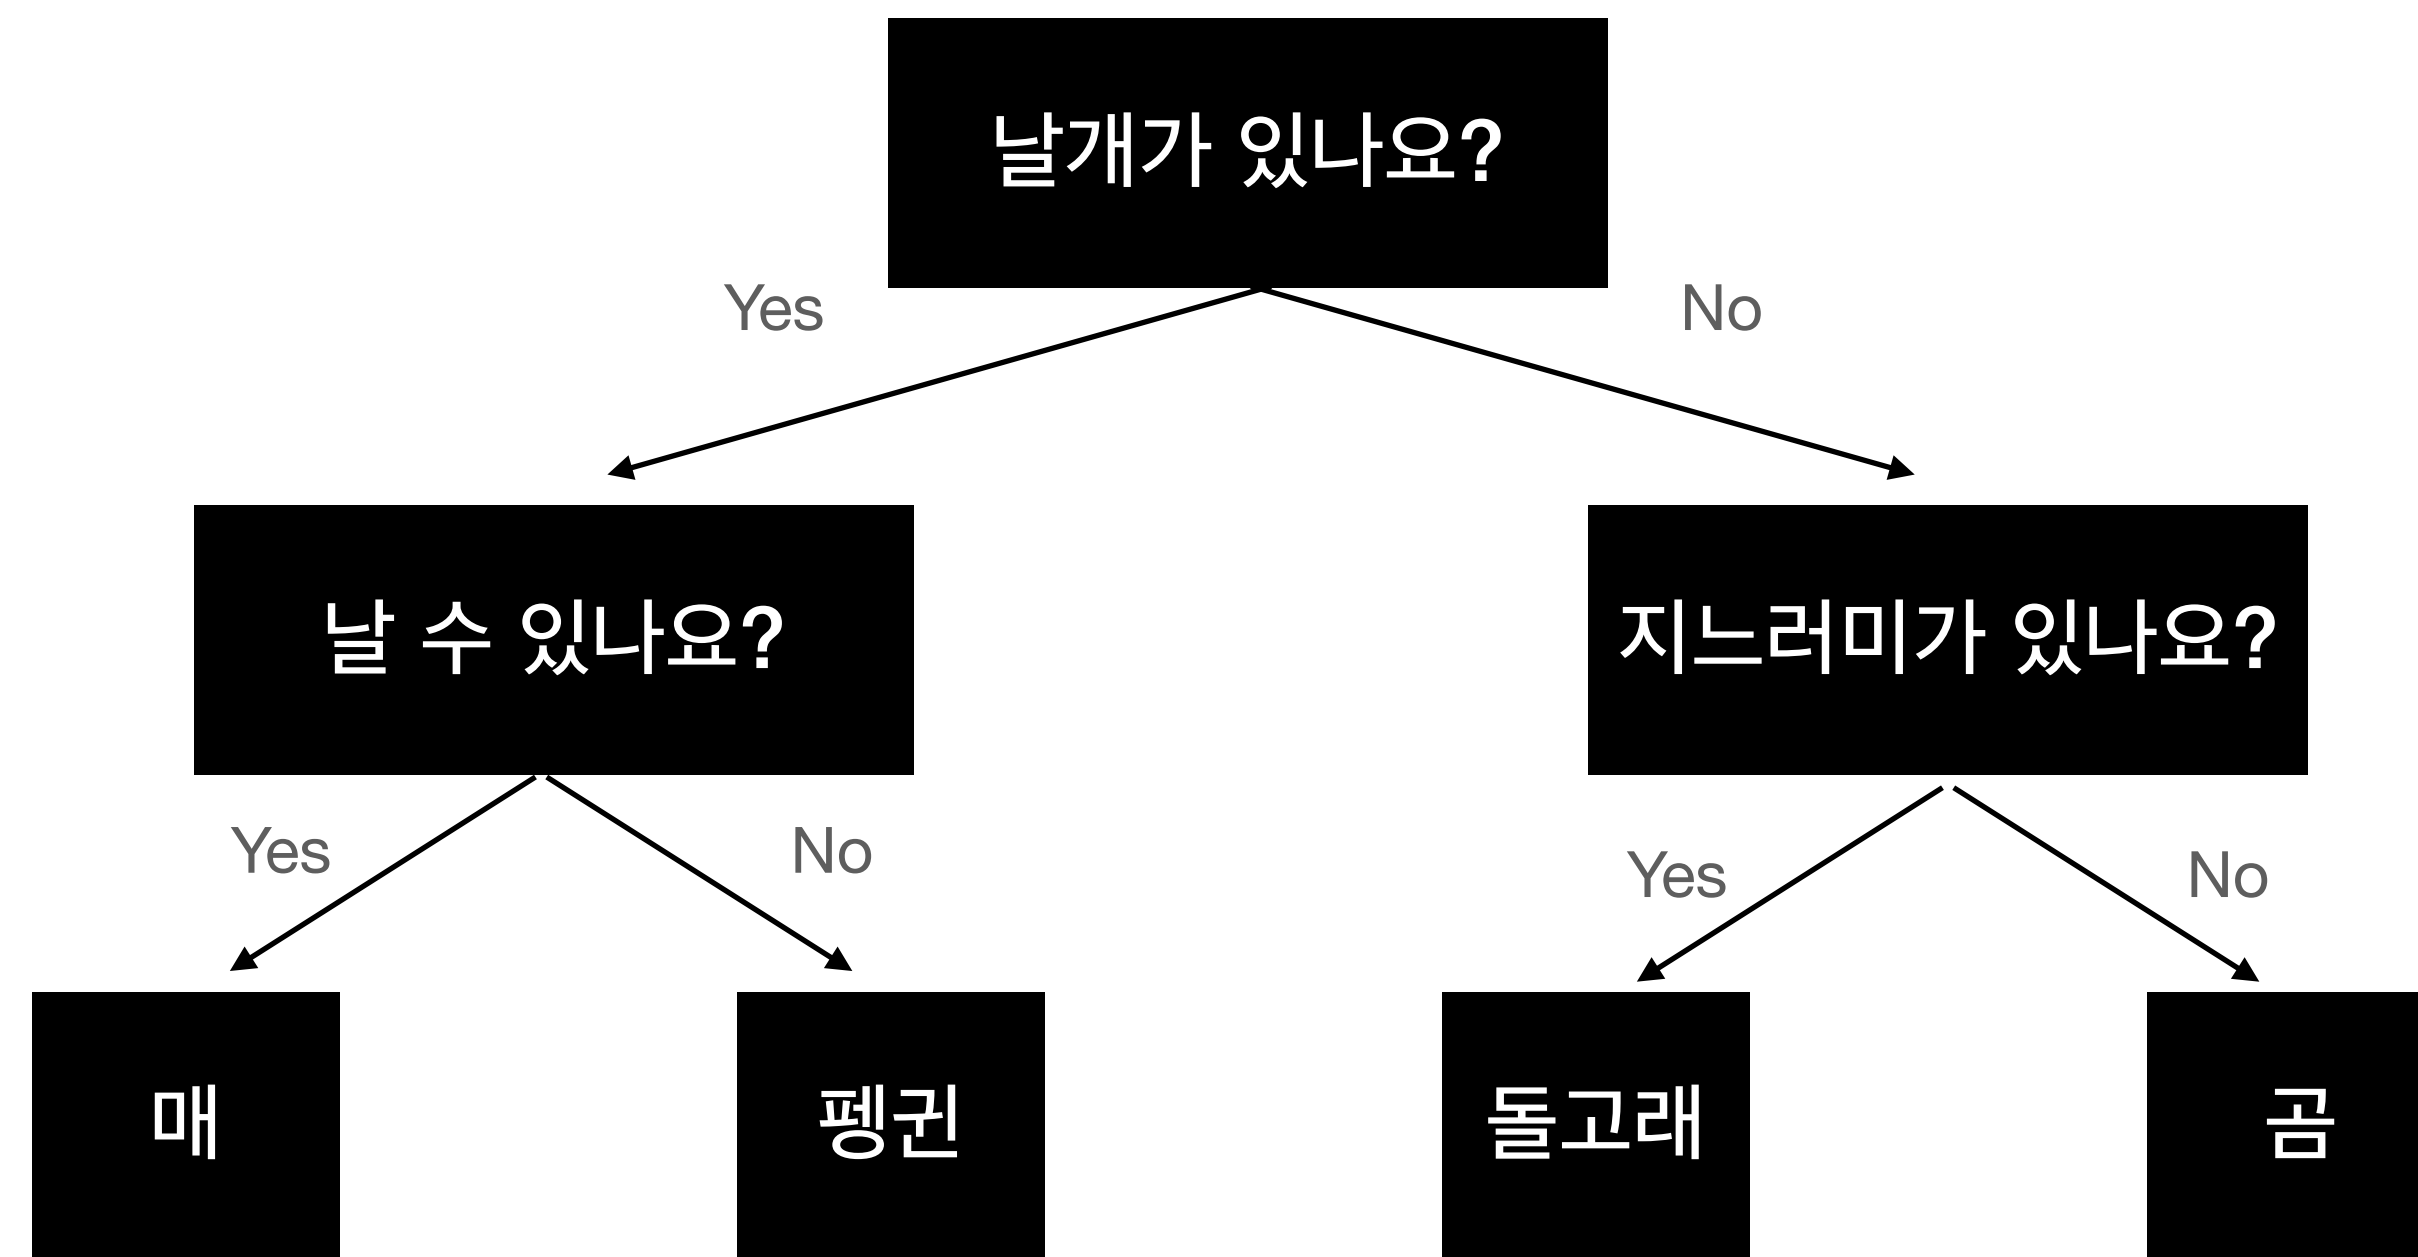 날개가 있나요?
Yes
No
날 수 있나요?
지느러미가 있나요?
Yes
No
Yes
No
매
펭귄
돌고래
곰